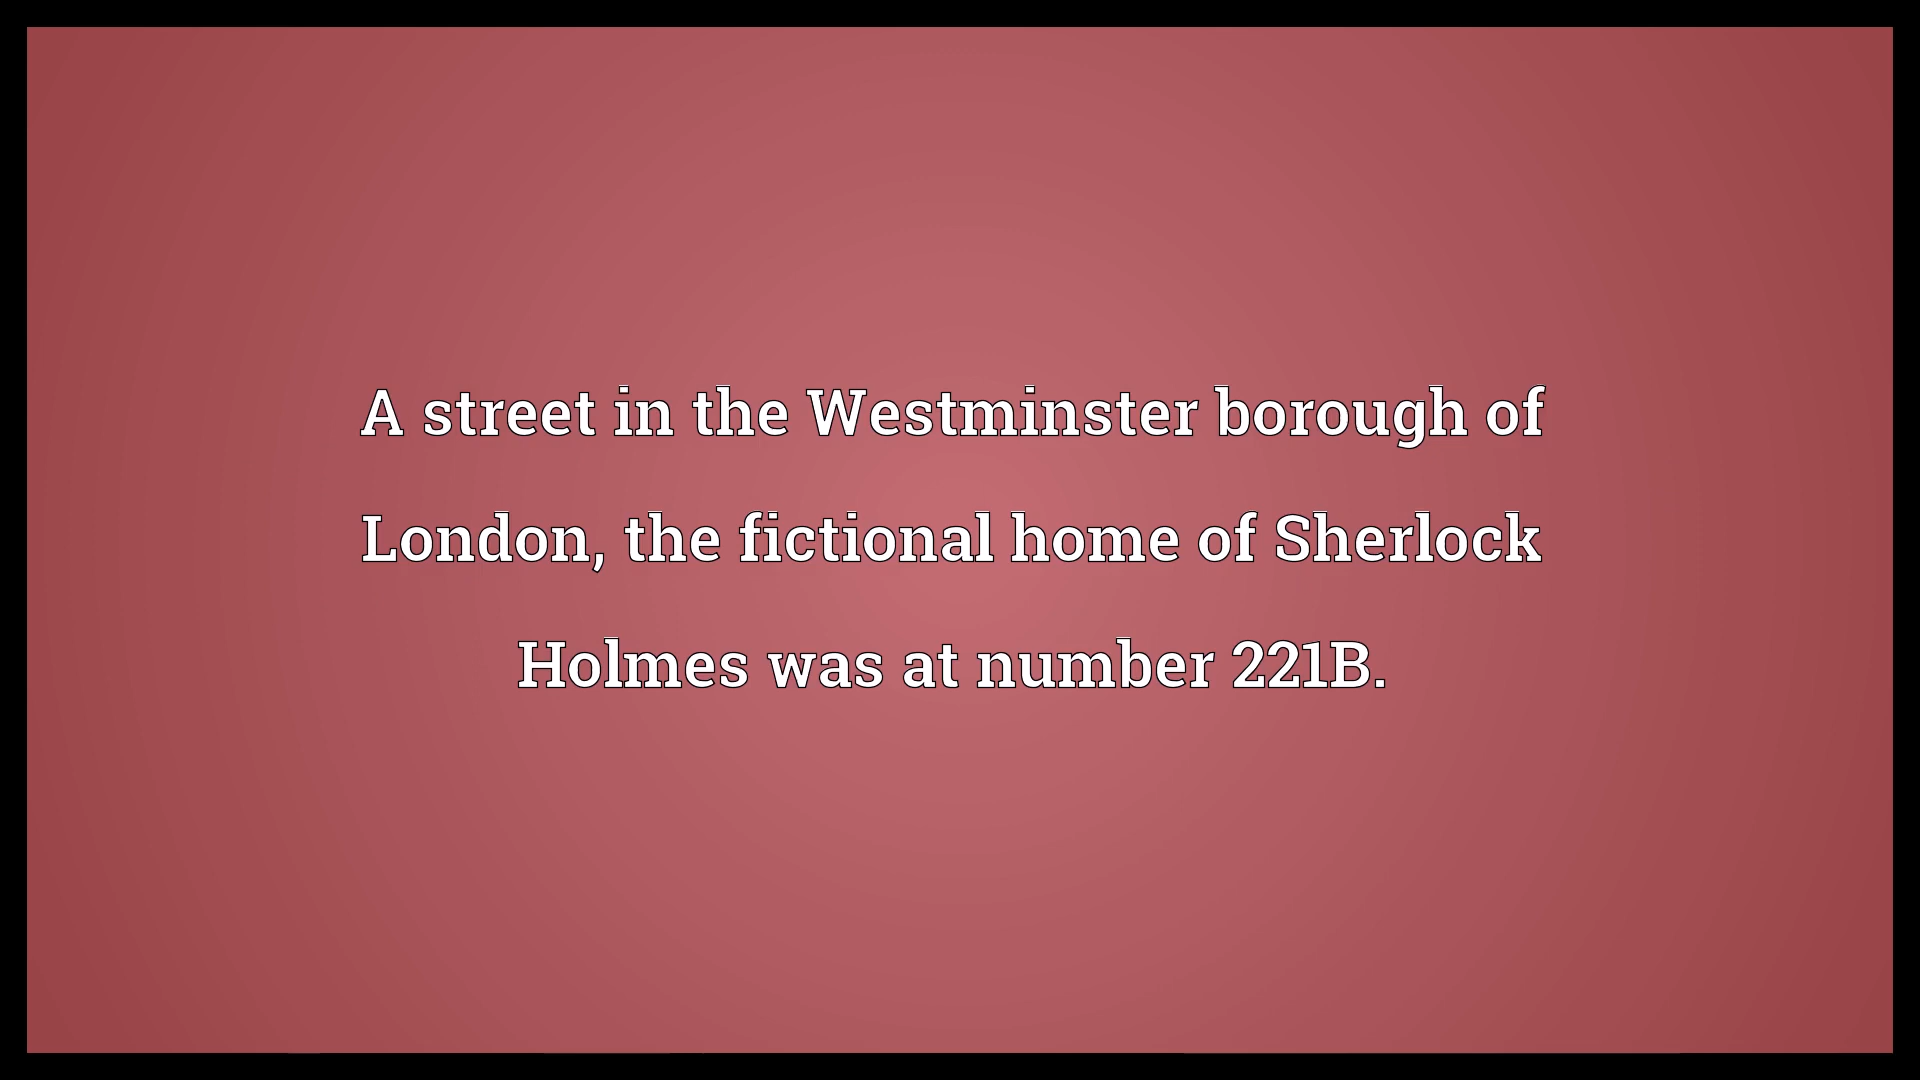 A street in the Westminster borough of
London, the fictional home of Sherlock
Holmes was at number 221B.